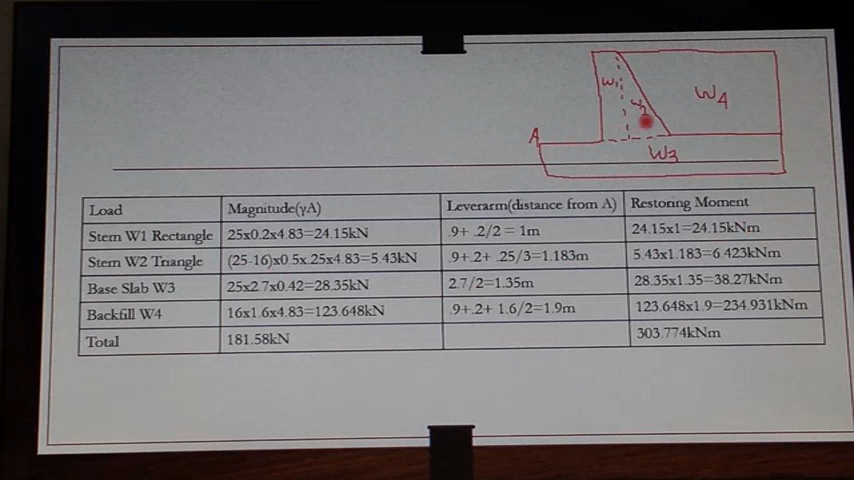 W1
W2
W4
A
W3
Load Magnitude(γA) Leverarm(distance from A) Restoring Moment
Stem W1 Rectangle 25x0.2x4.83=24.15kN .9+ .2/2 = 1m 24.15x1=24.15kNm
Stem W2 Triangle (25-16)x0.5x.25x4.83=5.43kN .9+.2+ .25/3=1.183m 5.43x1.183=6.423kNm
Base Slab W3 25x2.7x0.42=28.35kN 2.7/2=1.35m 28.35x1.35=38.27kNm
Backfill W4 16x1.6x4.83=123.648kN .9+.2+ 1.6/2=1.9m 123.648x1.9=234.931kNm
Total 181.58kN 303.774kNm